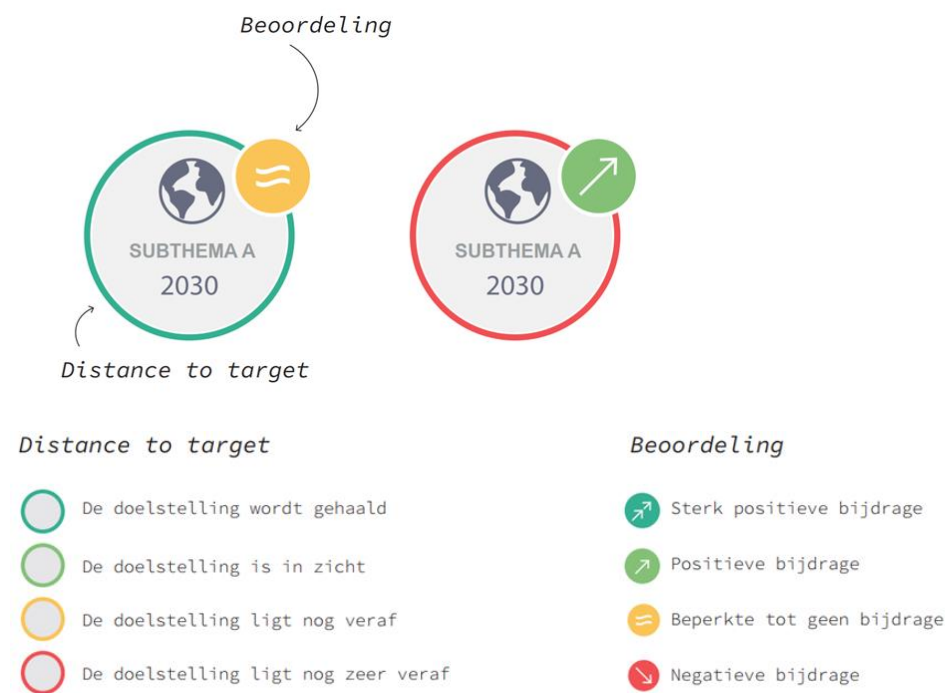 Beoordeling
SUBTHEMA A
2030
SUBTHEMA A
2030
Distance to target
Distance to target
De doelstelling wordt gehaald
De doelstelling is in zicht
De doelstelling ligt nog veraf
De doelstelling ligt nog zeer veraf
Beoordeling
Sterk positieve bijdrage
Positieve bijdrage
Beperkte tot geen bijdrage
Negatieve bijdrage